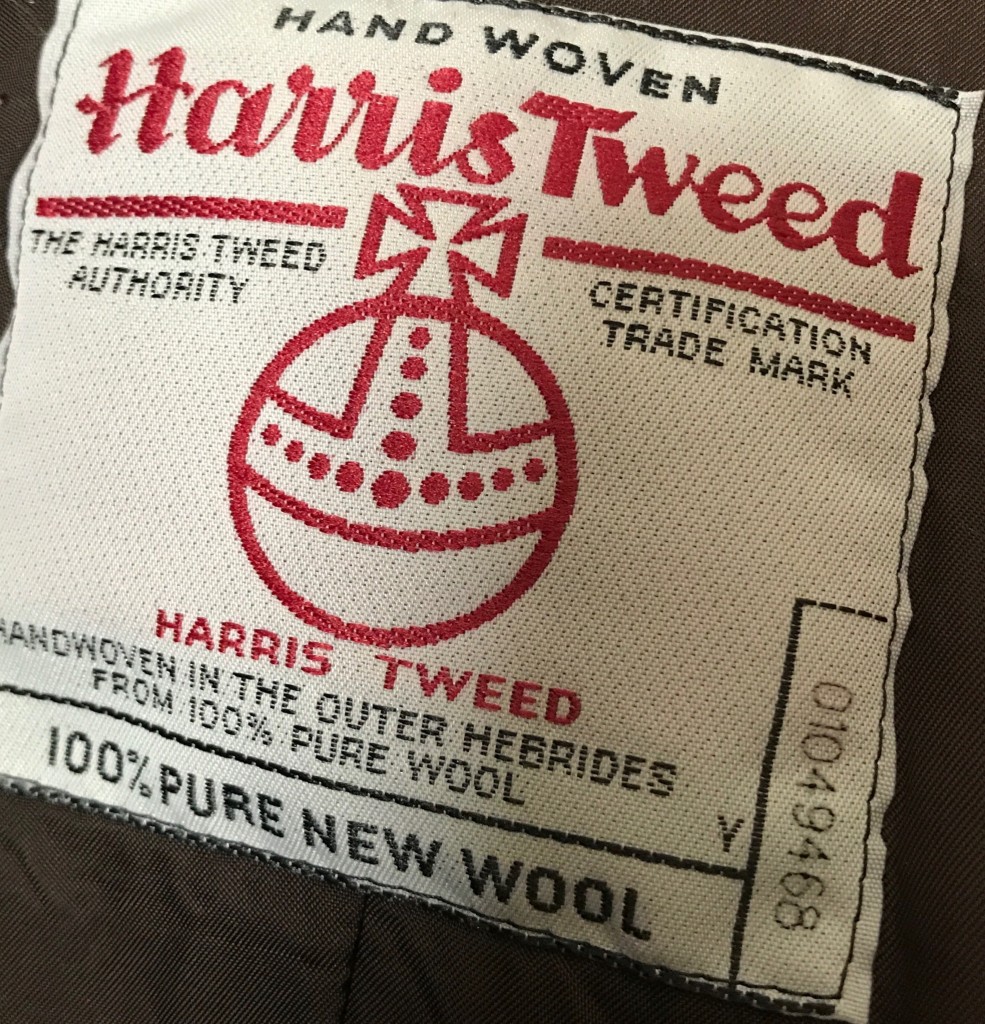 HAND WOVEN
Harris Tweed
THE HARRIS TWEED
AUTHORITY
CERTIFICATION
TRADE MARK
HARRIS TWEED
HANDWOVEN IN THE OUTER HEBRIDES
FROM 100% PURE WOOL
Y
010494468
100% PURE NEW WOOL